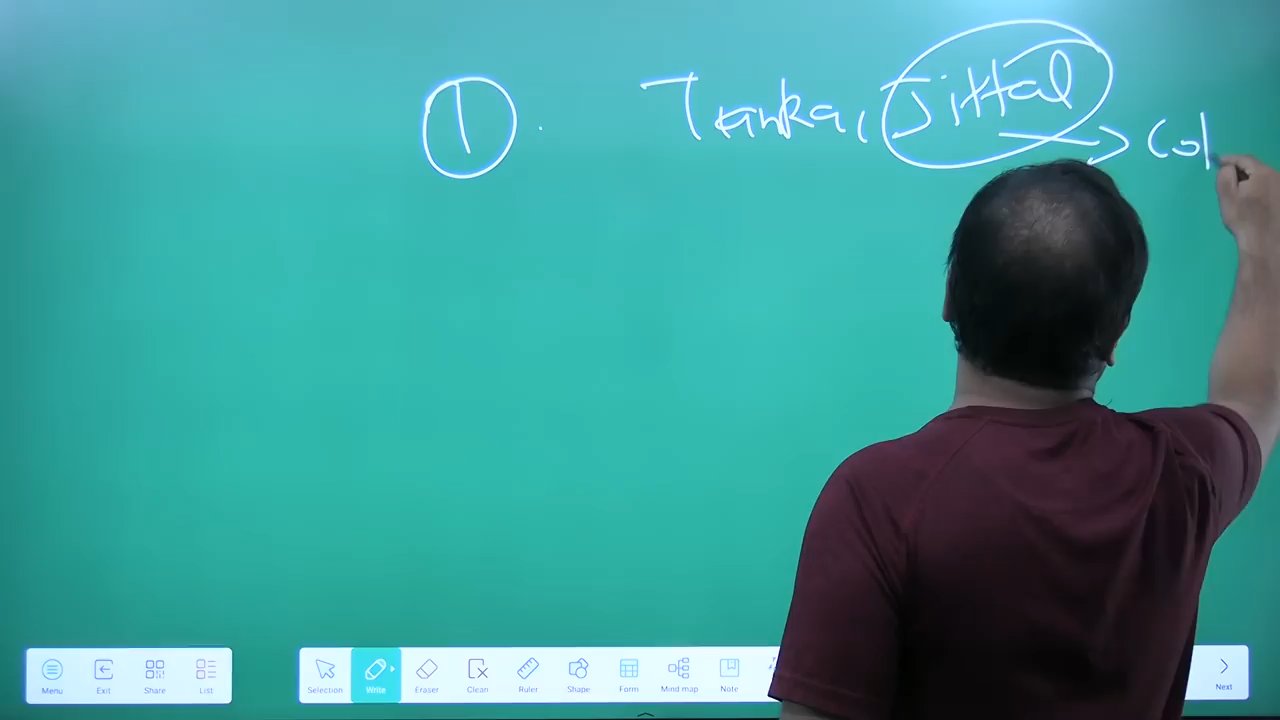 ① Tanka, Jittal → Col
Menu Exit Share List Selection Write Eraser Clean Ruler Shape Form Mind map Note Next